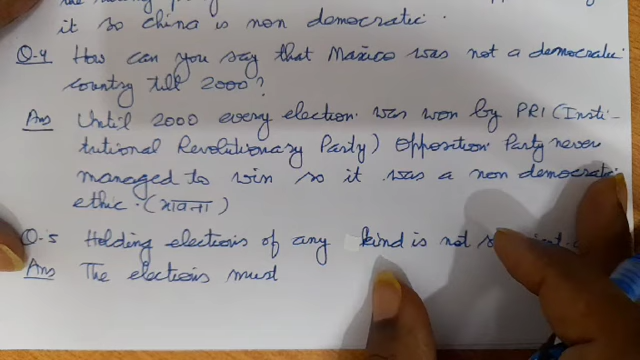 it so China is non democratic.
Q-4 How can you say that Maxico was not a democratic
country till 2000?
Ans Until 2000 every election was won by PRI (Insti-
tutional Revolutionary Party) Opposition Party never
managed to win so it was a non democratic
ethic. (भावना)
Q.5 Holding elections of any kind is not
Ans The elections must